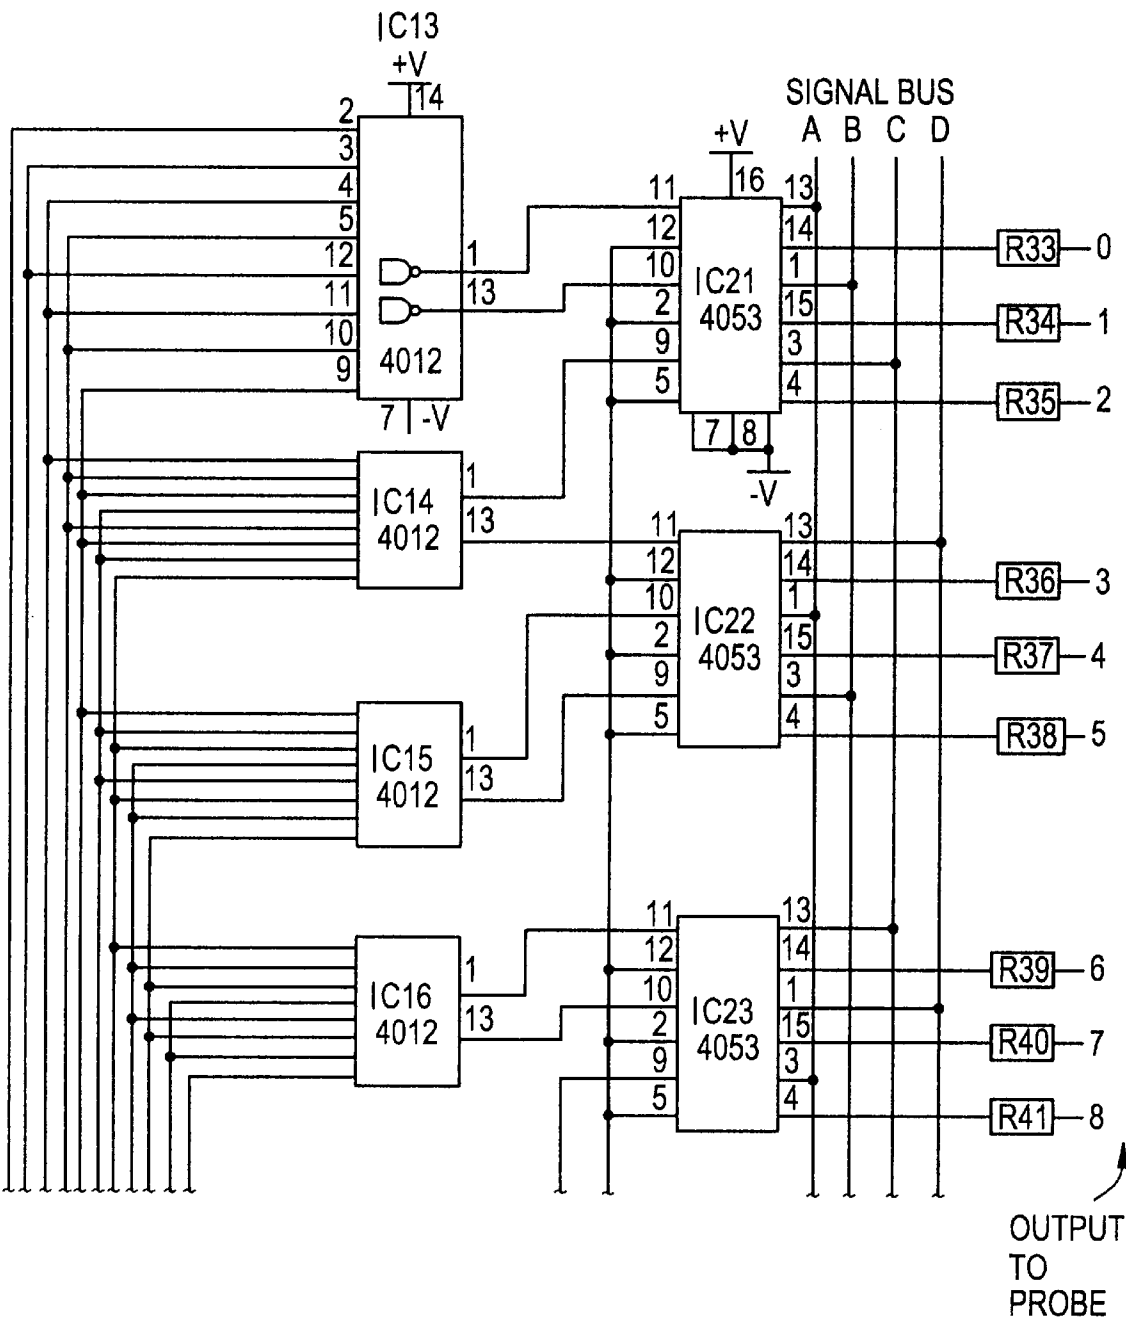 IC13
+V
14
2
3
4
5
12
11
10
9
1
13
4012
7
-V
SIGNAL BUS
A B C D
+V
16
11
12
10
2
9
5
IC21
4053
13
14
1
15
3
4
7 8
-V
R33 0
R34 1
R35 2
IC14
4012
1
13
11
12
10
2
9
5
IC22
4053
13
14
1
15
3
4
R36 3
R37 4
R38 5
IC15
4012
1
13
IC16
4012
1
13
11
12
10
2
9
5
IC23
4053
13
14
1
15
3
4
R39 6
R40 7
R41 8
OUTPUT
TO
PROBE